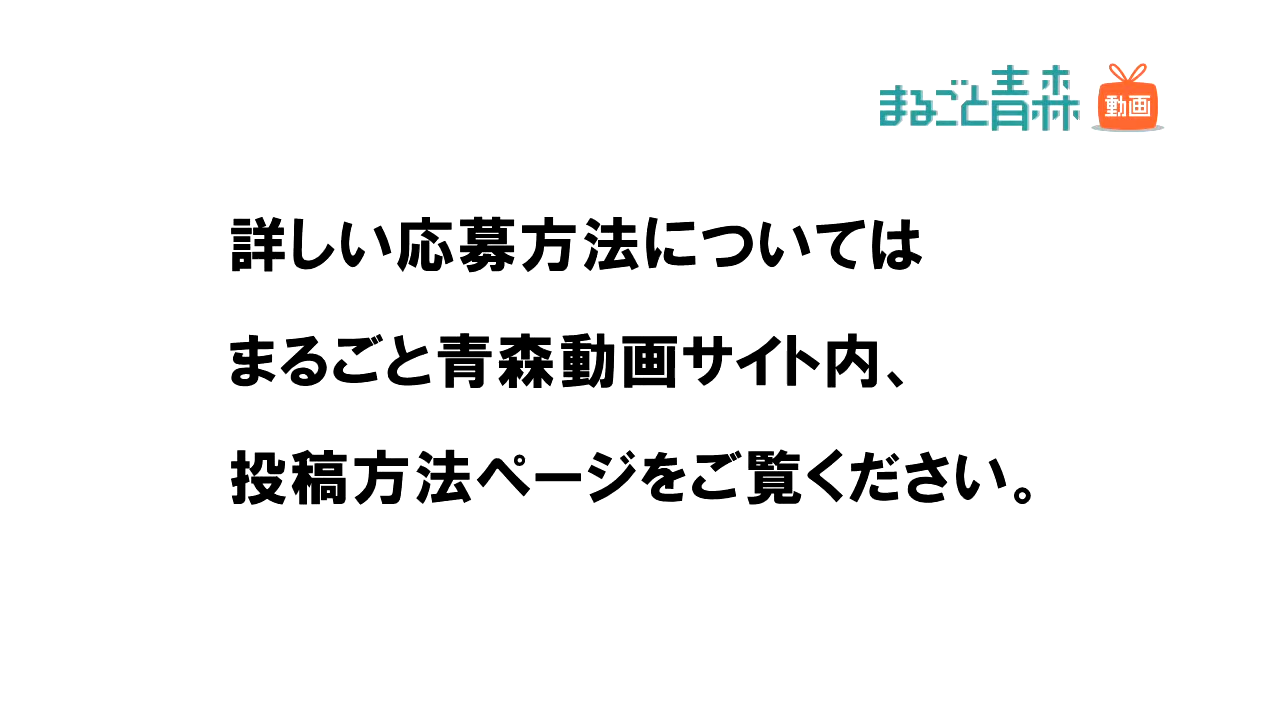 まるごと青森 動画
詳しい応募方法については
まるごと青森動画サイト内、
投稿方法ページをご覧ください。